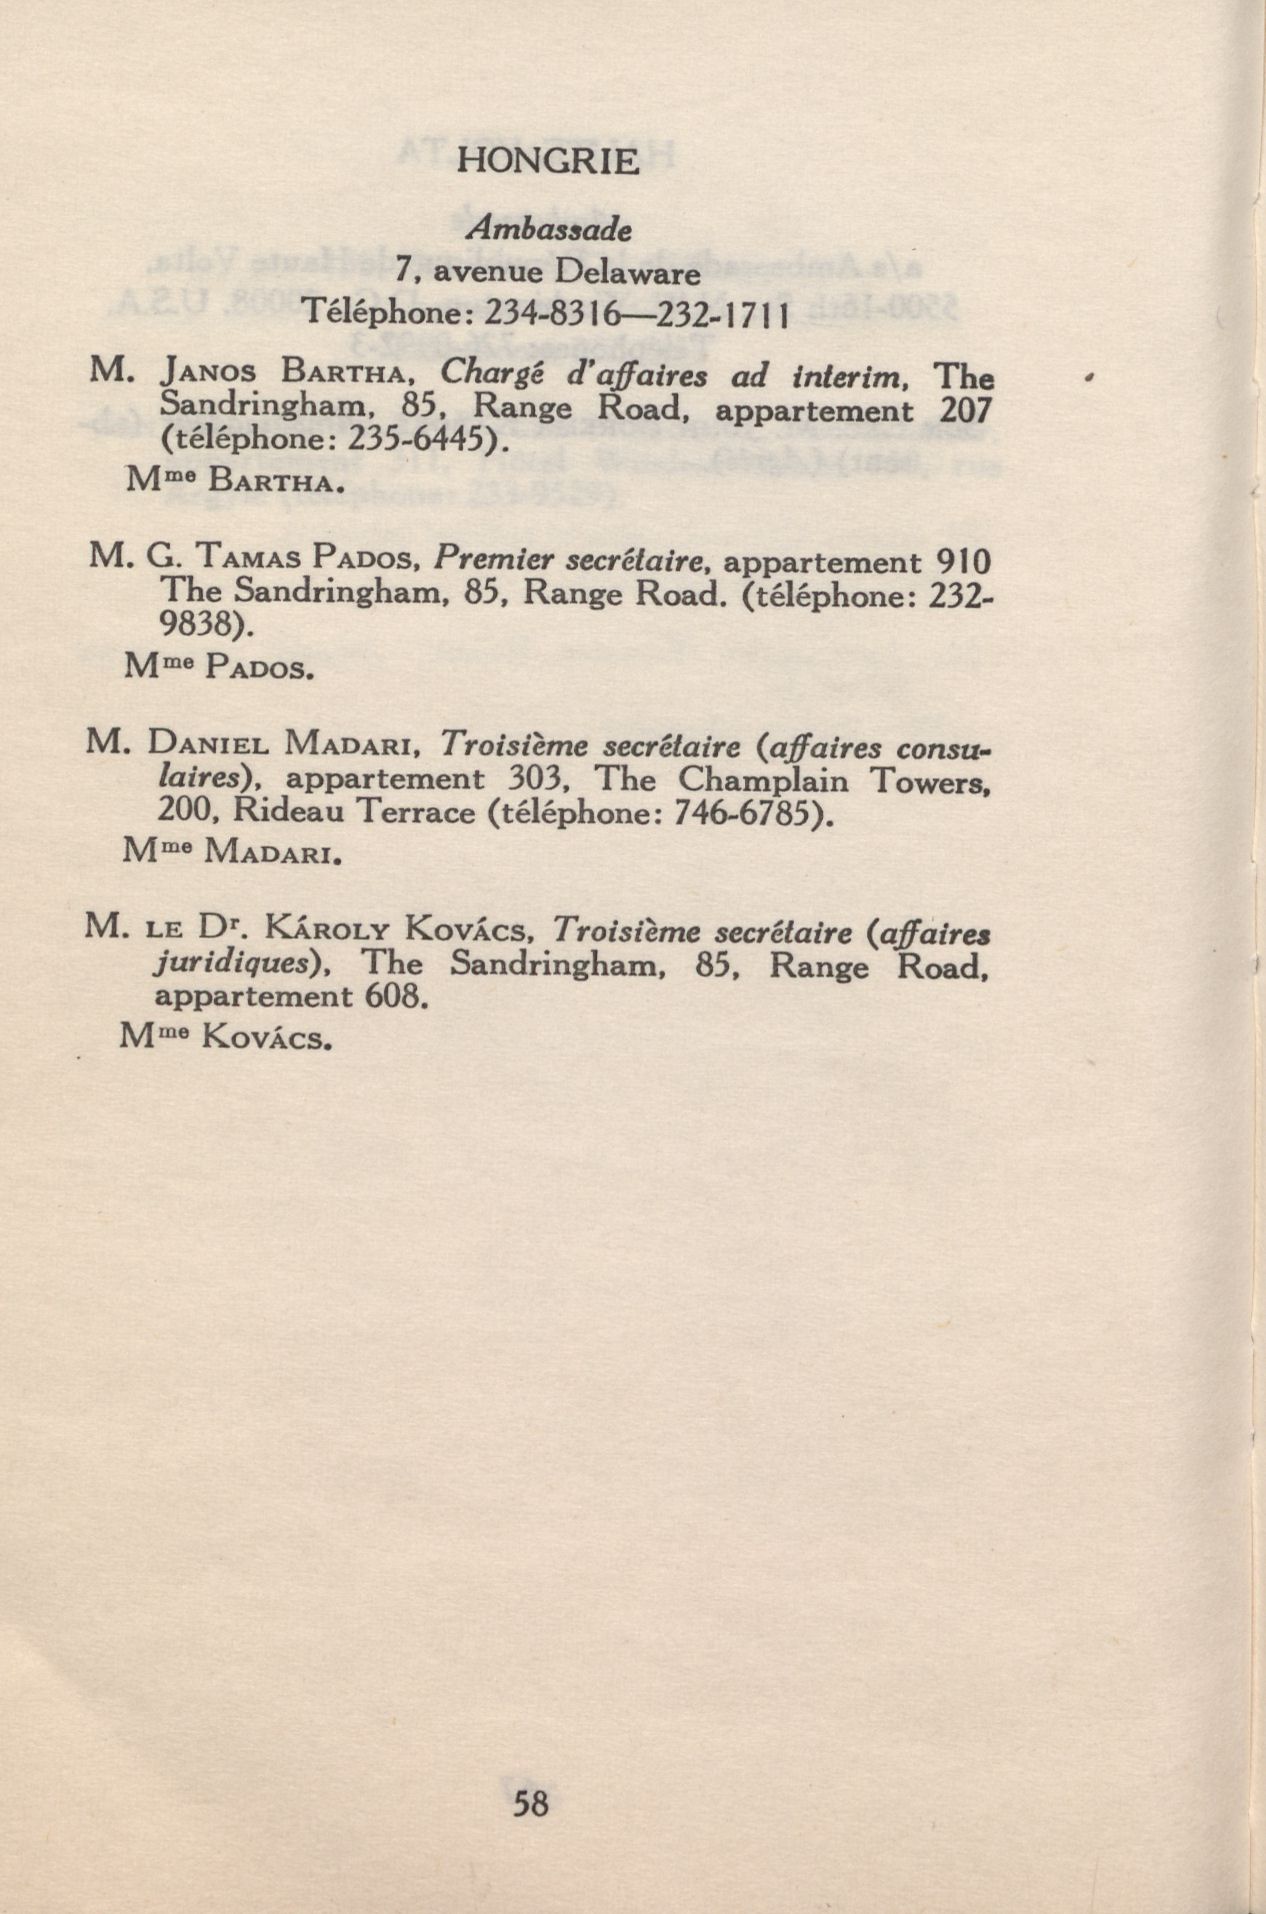 HONGRIE
Ambassade
7, avenue Delaware
Téléphone: 234-8316—232-1711
M. Janos Bartha, Chargé d'affaires ad interim, The
Sandringham, 85, Range Road, appartement 207
(téléphone: 235-6445).
Mme Bartha.
M. G. Tamas Pados, Premier secrétaire, appartement 910
The Sandringham, 85, Range Road. (téléphone: 232-
9838).
Mme Pados.
M. Daniel Madari, Troisième secrétaire (affaires consu-
laires), appartement 303, The Champlain Towers,
200, Rideau Terrace (téléphone: 746-6785).
Mme Madari.
M. le Dr. Károly Kovács, Troisième secrétaire (affaires
juridiques), The Sandringham, 85, Range Road,
appartement 608.
Mme Kovács.
58